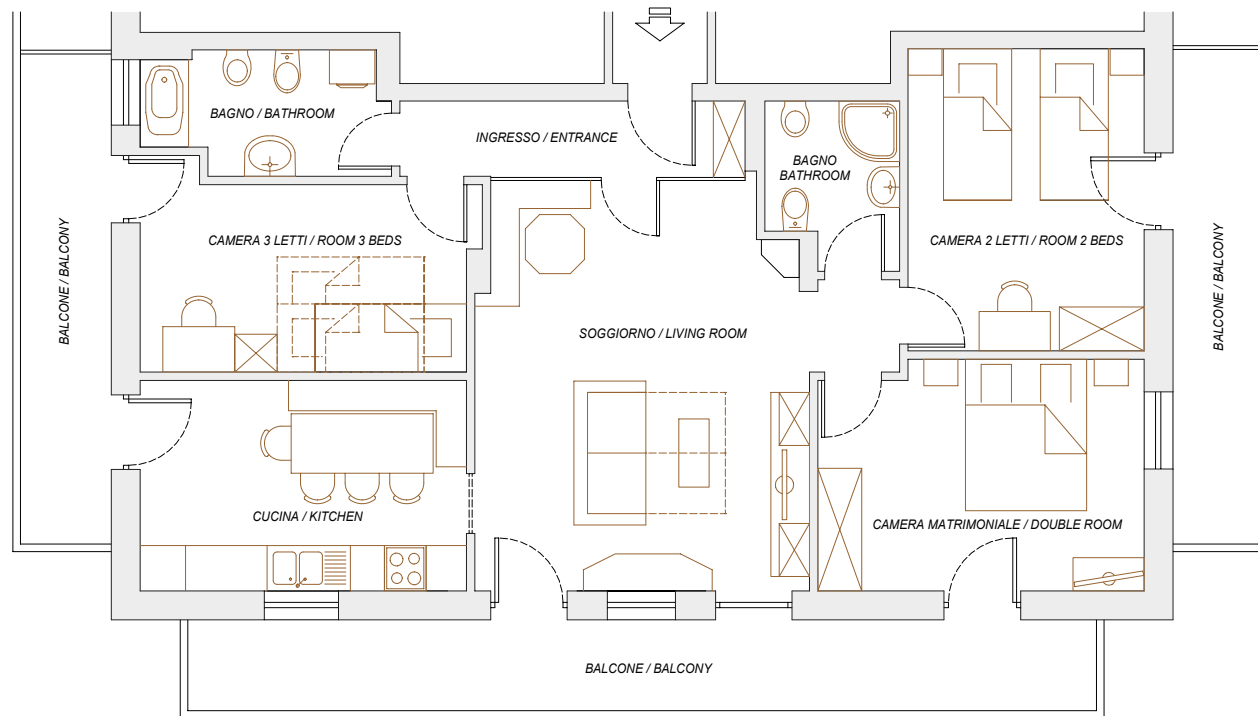 BAGNO / BATHROOM
INGRESSO / ENTRANCE
BAGNO
BATHROOM
CAMERA 3 LETTI / ROOM 3 BEDS
CAMERA 2 LETTI / ROOM 2 BEDS
BALCONE / BALCONY
BALCONE / BALCONY
SOGGIORNO / LIVING ROOM
CUCINA / KITCHEN
CAMERA MATRIMONIALE / DOUBLE ROOM
BALCONE / BALCONY